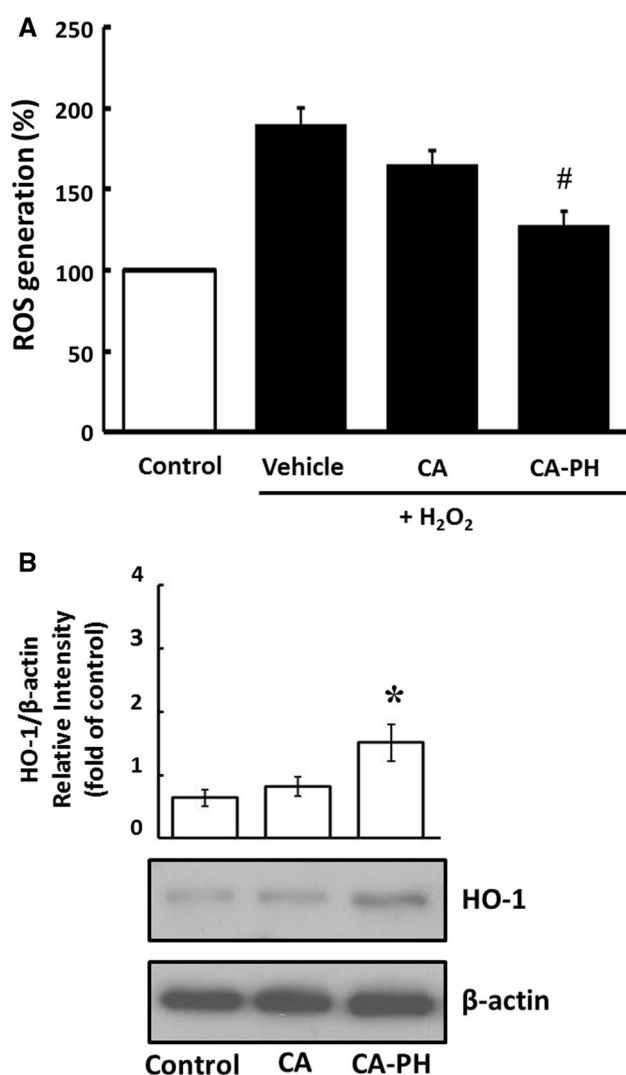 A
250
200
150
100
50
0
ROS generation (%)
#
Control Vehicle CA CA-PH
+ H₂O₂
B
4
3
2
1
0
HO-1/β-actin
Relative Intensity
(fold of control)
*
HO-1
β-actin
Control CA CA-PH